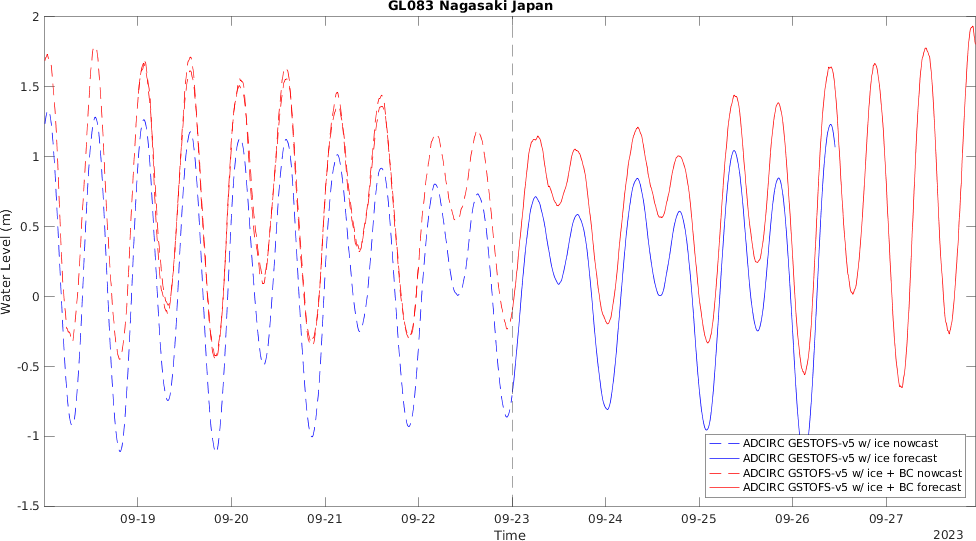 GL083 Nagasaki Japan
2
1.5
1
0.5
0
-0.5
-1
-1.5
Water Level (m)
ADCIRC GESTOFS-v5 w/ ice nowcast
ADCIRC GESTOFS-v5 w/ ice forecast
ADCIRC GSTOFS-v5 w/ ice + BC nowcast
ADCIRC GSTOFS-v5 w/ ice + BC forecast
09-19 09-20 09-21 09-22 09-23 09-24 09-25 09-26 09-27
Time
2023